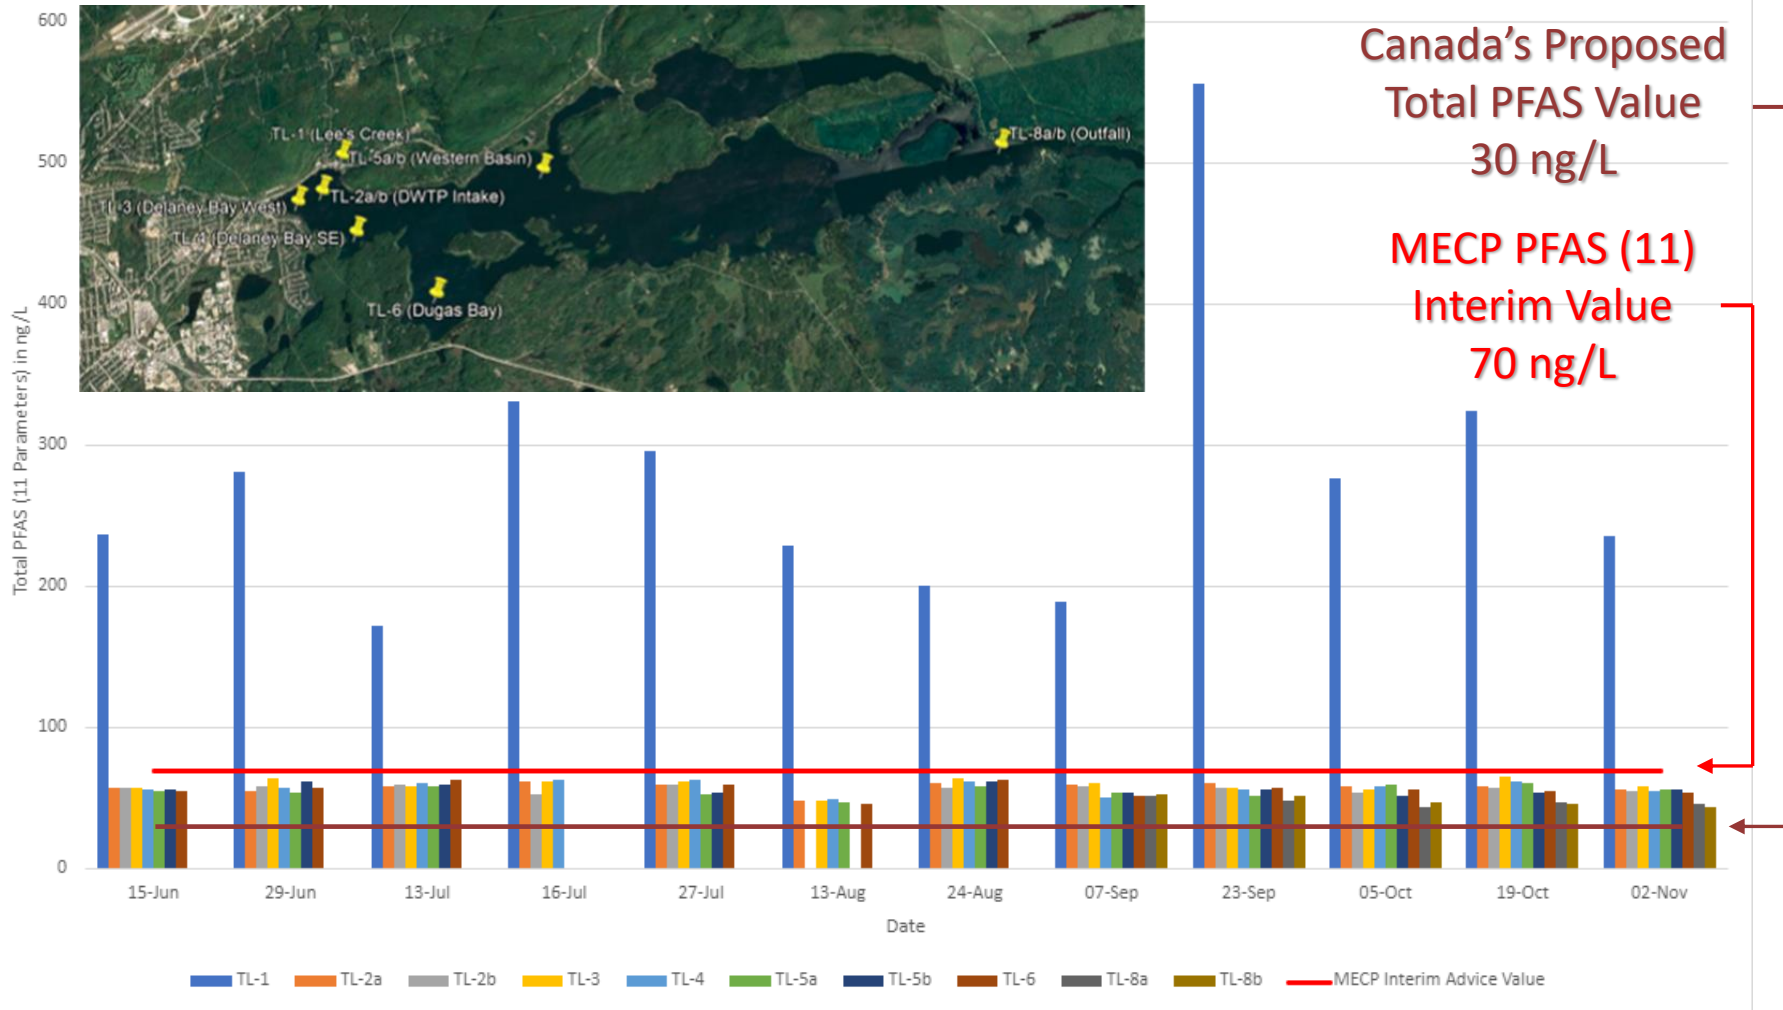 600
500
400
300
200
100
0
Total PFAS (11 Parameters) in ng/L
TL-1 (Lee's Creek)
TL-5a/b (Western Basin)
TL-8a/b (Outfall)
TL-2a/b (DWTP Intake)
TL-3 (Delaney Bay West)
TL-4 (Delaney Bay SE)
TL-6 (Dugas Bay)
Canada's Proposed
Total PFAS Value
30 ng/L
MECP PFAS (11)
Interim Value
70 ng/L
15-Jun 29-Jun 13-Jul 16-Jul 27-Jul 13-Aug 24-Aug 07-Sep 23-Sep 05-Oct 19-Oct 02-Nov
Date
TL-1 TL-2a TL-2b TL-3 TL-4 TL-5a TL-5b TL-6 TL-8a TL-8b MECP Interim Advice Value